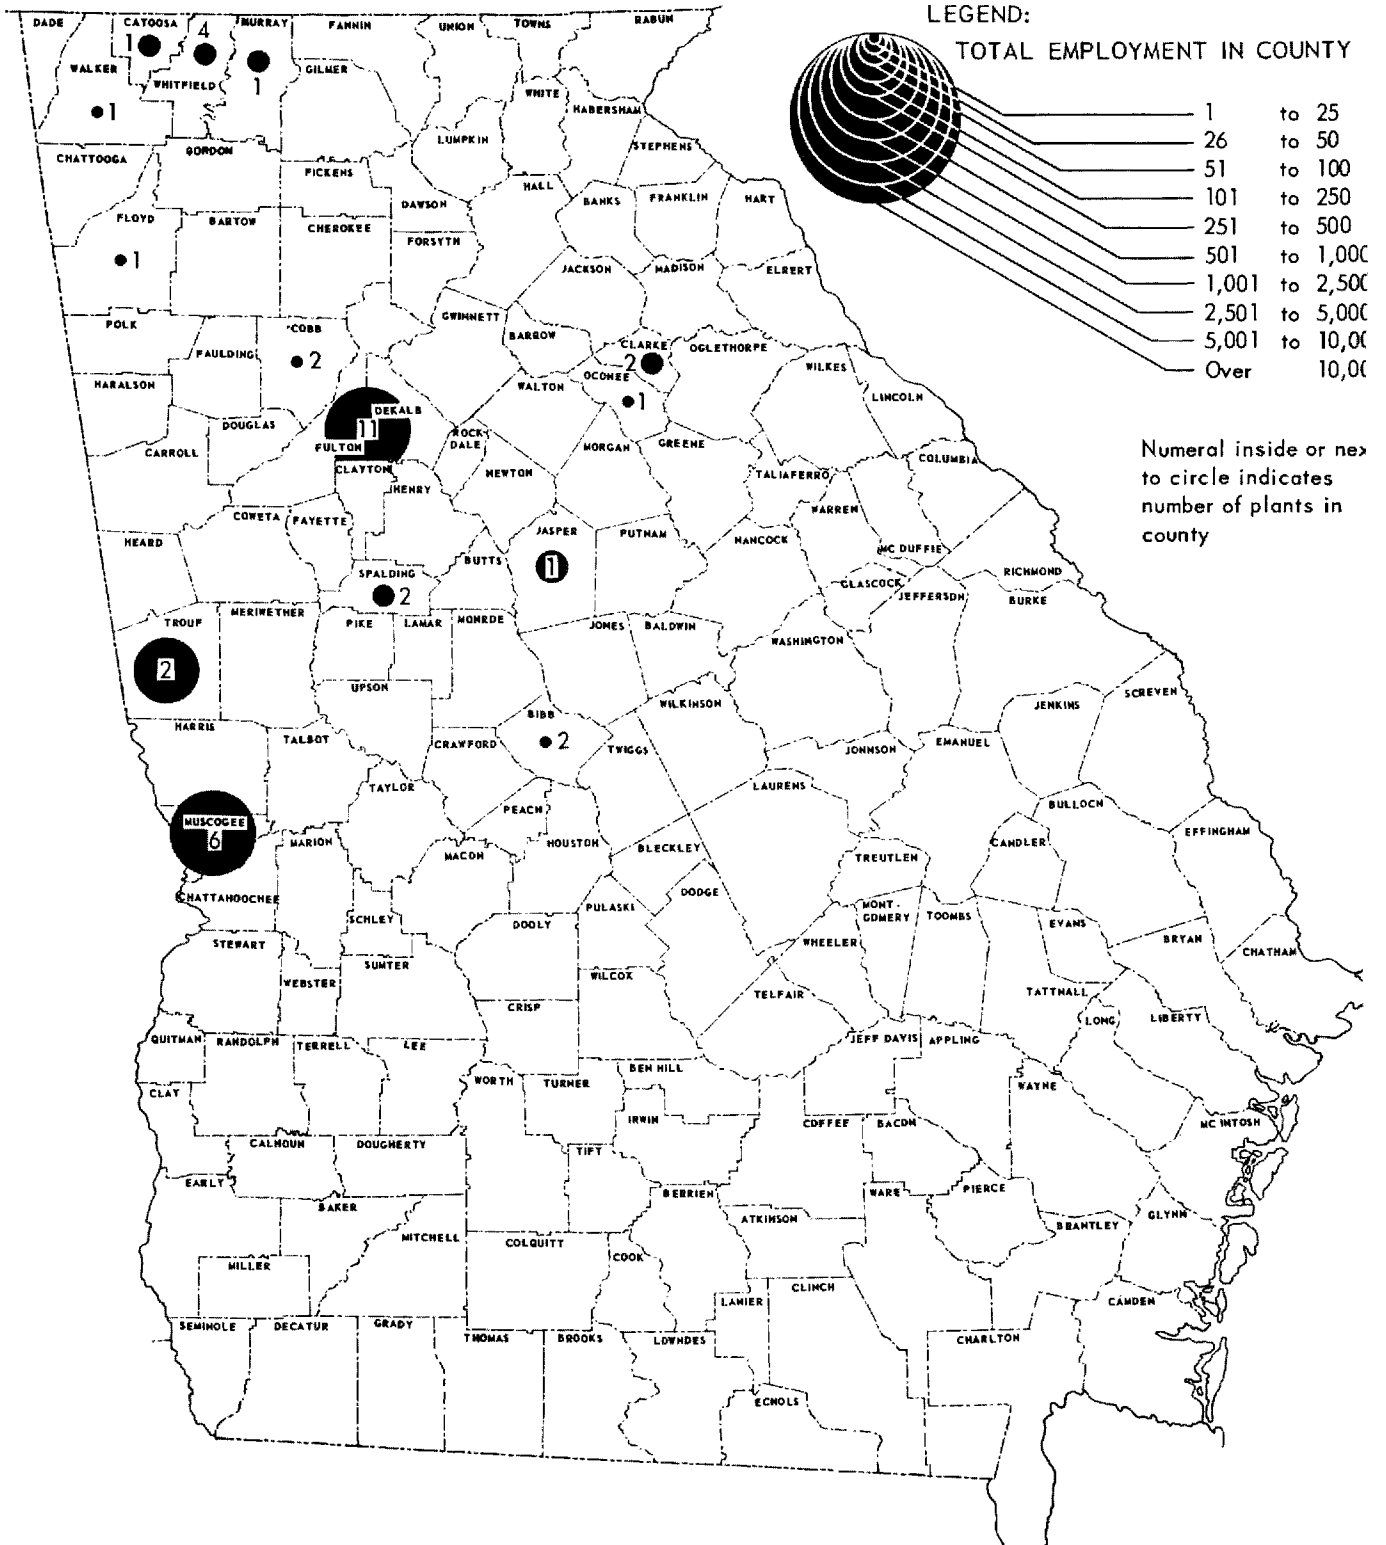 LEGEND:
TOTAL EMPLOYMENT IN COUNTY
1 to 25
26 to 50
51 to 100
101 to 250
251 to 500
501 to 1,000
1,001 to 2,500
2,501 to 5,000
5,001 to 10,00
Over 10,00
Numeral inside or nex
to circle indicates
number of plants in
county
DADE
CATOOSA
1
4
MURRAY
1
FANNIN
UNION
TOWNS
RABUN
WALKER
1
WHITFIELD
GILMER
WHITE
HABERSHAM
LUMPKIN
STEPHENS
CHATTOOGA
GORDON
PICKENS
DAWSON
HALL
BANKS
FRANKLIN
HART
FLOYD
1
BARTOW
CHEROKEE
FORSYTH
JACKSON
MADISON
ELBERT
POLK
COBB
2
GWINNETT
BARROW
CLARKE
2
OGLETHORPE
PAULDING
OCONEE
1
WILKES
HARALSON
WALTON
LINCOLN
DEKALB
11
FULTON
DOUGLAS
ROCK-
DALE
CARROLL
CLAYTON
NEWTON
MORGAN
GREENE
COLUMBIA
TALIAFERRO
HENRY
COWETA
FAYETTE
WARREN
HEARD
JASPER
1
PUTNAM
HANCOCK
MC DUFFIE
BUTTS
SPALDING
2
GLASCOCK
RICHMOND
JEFFERSON
BURKE
TROUP
2
MERIWETHER
PIKE
LAMAR
MONROE
JONES
BALDWIN
WASHINGTON
UPSON
SCREVEN
WILKINSON
JENKINS
HARRIS
TALBOT
BIBB
2
CRAWFORD
TWIGGS
JOHNSON
EMANUEL
TAYLOR
LAURENS
PEACH
BULLOCH
MUSCOGEE
6
EFFINGHAM
MARION
MACON
HOUSTON
BLECKLEY
TREUTLEN
CANDLER
CHATTAHOOCHEE
DODGE
SCHLEY
PULASKI
MONT-
GOMERY
TOOMBS
DOOLY
EVANS
STEWART
WHEELER
BRYAN
CHATHAM
SUMTER
WEBSTER
WILCOX
TELFAIR
TATTNALL
CRISP
LONG
LIBERTY
QUITMAN
RANDOLPH
TERRELL
LEE
JEFF DAVIS
APPLING
BEN HILL
WORTH
TURNER
WAYNE
CLAY
IRWIN
COFFEE
BACON
MC INTOSH
CALHOUN
DOUGHERTY
TIFT
EARLY
BERRIEN
WARE
PIERCE
BAKER
ATKINSON
BRANTLEY
GLYNN
MITCHELL
COLQUITT
COOK
MILLER
CLINCH
LANIER
CAMDEN
SEMINOLE
DECATUR
GRADY
THOMAS
BROOKS
LOWNDES
CHARLTON
ECHOLS